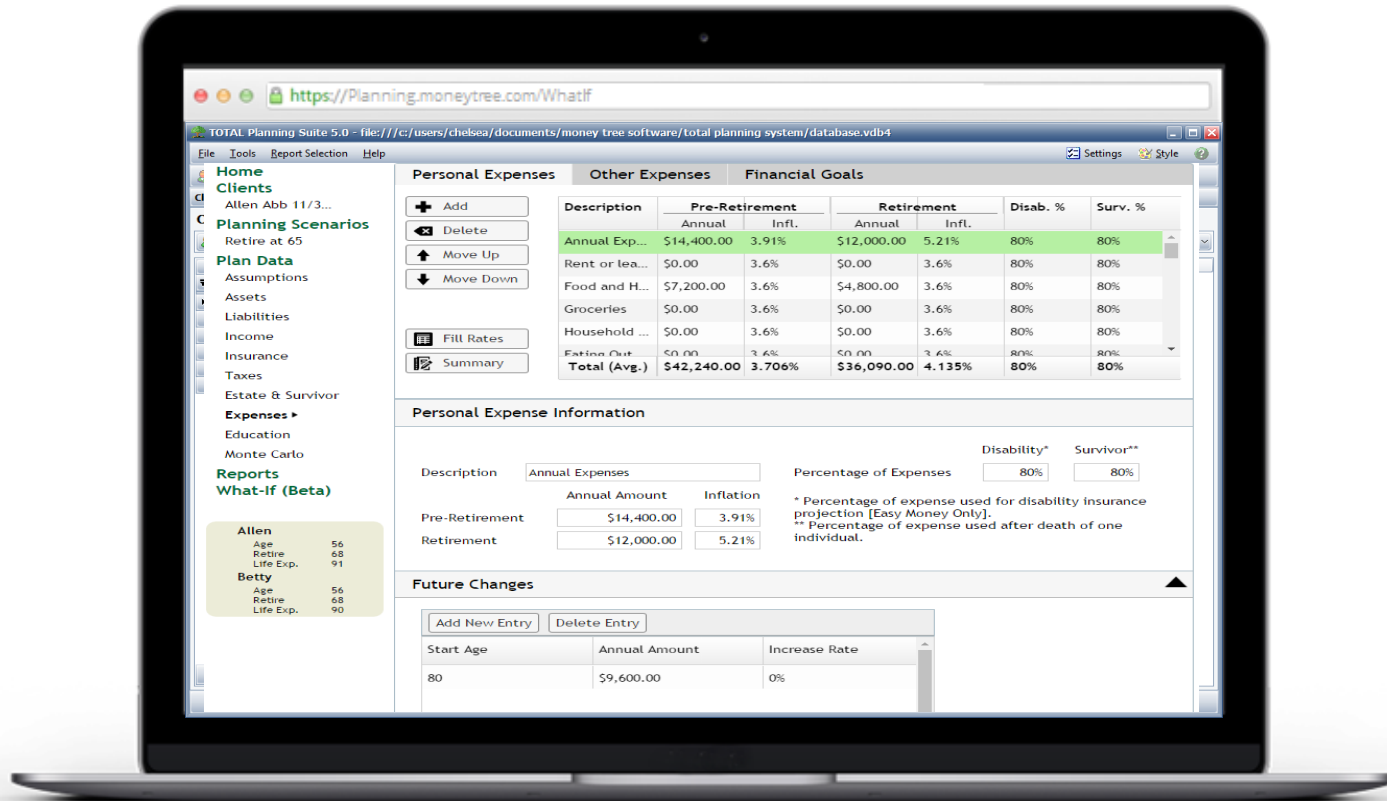 https://Planning.moneytree.com/WhatIf
TOTAL Planning Suite 5.0 - file:///c:/users/chelsea/documents/money tree software/total planning system/database.vdb4
File Tools Report Selection Help Settings Style
Home
Clients
Allen Abb 11/3...
Planning Scenarios
Retire at 65
Plan Data
Assumptions
Assets
Liabilities
Income
Insurance
Taxes
Estate & Survivor
Expenses
Education
Monte Carlo
Reports
What-If (Beta)
Allen
Age 56
Retire 68
Life Exp. 91
Betty
Age 56
Retire 68
Life Exp. 90
Personal Expenses Other Expenses Financial Goals
Add
Delete
Move Up
Move Down
Fill Rates
Summary
Description Pre-Retirement Retirement Disab. % Surv. %
Annual Infl. Annual Infl.
Annual Exp... $14,400.00 3.91% $12,000.00 5.21% 80% 80%
Rent or lea... $0.00 3.6% $0.00 3.6% 80% 80%
Food and H... $7,200.00 3.6% $4,800.00 3.6% 80% 80%
Groceries $0.00 3.6% $0.00 3.6% 80% 80%
Household ... $0.00 3.6% $0.00 3.6% 80% 80%
Eating Out $0.00 3.6% $0.00 3.6% 80% 80%
Total (Avg.) $42,240.00 3.706% $36,090.00 4.135% 80% 80%
Personal Expense Information
Disability* Survivor**
Description Annual Expenses Percentage of Expenses 80% 80%
Annual Amount Inflation
Pre-Retirement $14,400.00 3.91%
Retirement $12,000.00 5.21%
* Percentage of expense used for disability insurance
projection [Easy Money Only].
** Percentage of expense used after death of one
individual.
Future Changes
Add New Entry Delete Entry
Start Age Annual Amount Increase Rate
80 $9,600.00 0%